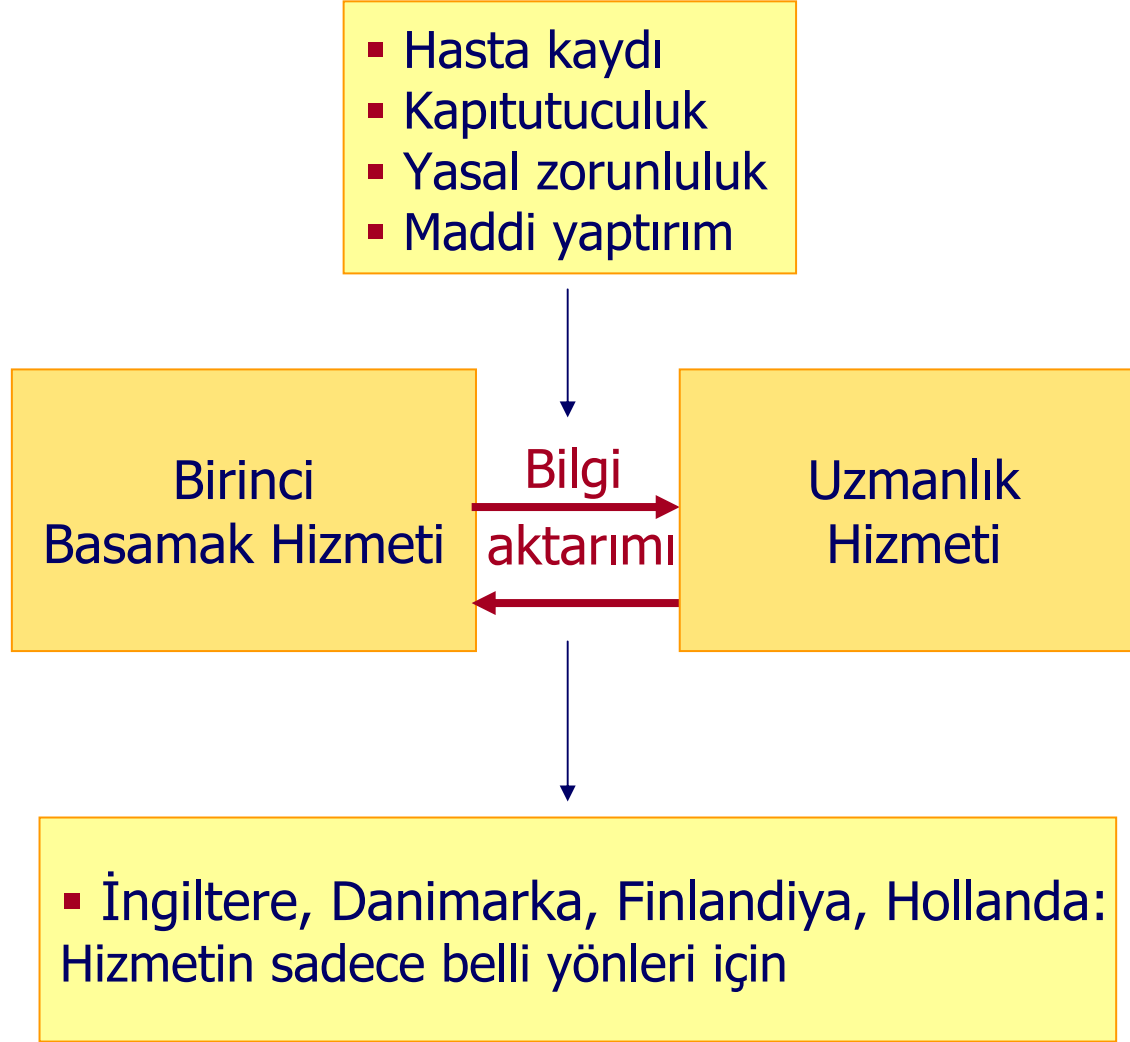 ▪ Hasta kaydı
▪ Kapıtutuculuk
▪ Yasal zorunluluk
▪ Maddi yaptırım
Birinci
Basamak Hizmeti
Bilgi
aktarımı
Uzmanlık
Hizmeti
▪ İngiltere, Danimarka, Finlandiya, Hollanda:
Hizmetin sadece belli yönleri için